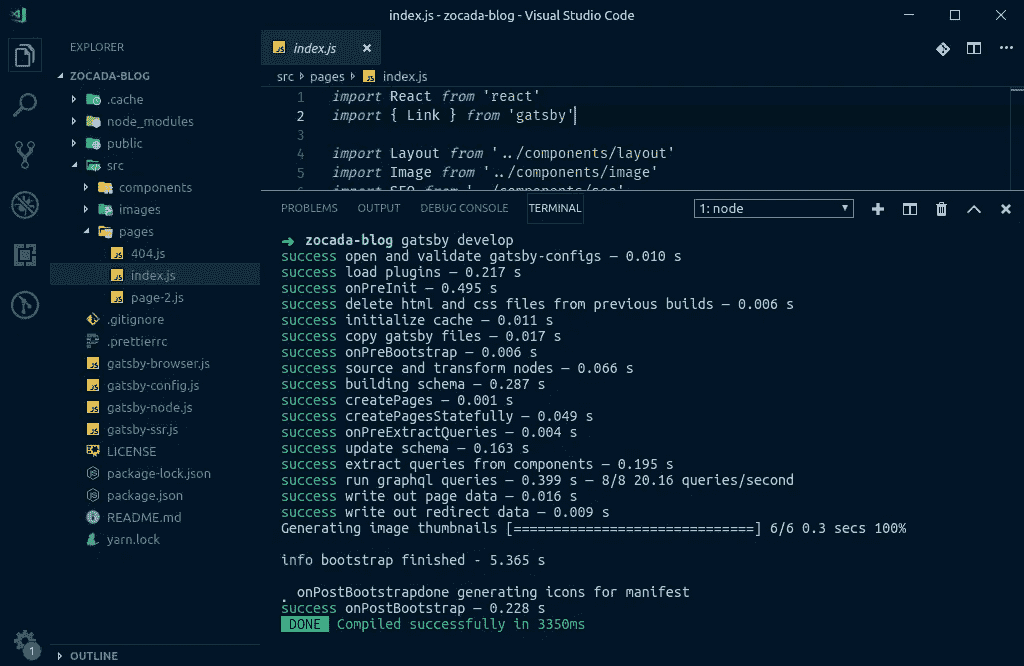 index.js - zocada-blog - Visual Studio Code
EXPLORER
ZOCADA-BLOG
.cache
node_modules
public
src
components
images
pages
404.js
index.js
page-2.js
.gitignore
.prettierrc
gatsby-browser.js
gatsby-config.js
gatsby-node.js
gatsby-ssr.js
LICENSE
package-lock.json
package.json
README.md
yarn.lock
OUTLINE
1
index.js
src pages index.js
1 import React from 'react'
2 import { Link } from 'gatsby'
3
4 import Layout from '../components/layout'
5 import Image from '../components/image'
6 import SEO from '../components/seo'
PROBLEMS OUTPUT DEBUG CONSOLE TERMINAL 1: node
➜ zocada-blog gatsby develop
success open and validate gatsby-configs — 0.010 s
success load plugins — 0.217 s
success onPreInit — 0.495 s
success delete html and css files from previous builds — 0.006 s
success initialize cache — 0.011 s
success copy gatsby files — 0.017 s
success onPreBootstrap — 0.006 s
success source and transform nodes — 0.066 s
success building schema — 0.287 s
success createPages — 0.001 s
success createPagesStatefully — 0.049 s
success onPreExtractQueries — 0.004 s
success update schema — 0.163 s
success extract queries from components — 0.195 s
success run graphql queries — 0.399 s — 8/8 20.16 queries/second
success write out page data — 0.016 s
success write out redirect data — 0.009 s
Generating image thumbnails [==============================] 6/6 0.3 secs 100%
info bootstrap finished - 5.365 s
⡀ onPostBootstrapdone generating icons for manifest
success onPostBootstrap — 0.228 s
DONE Compiled successfully in 3350ms